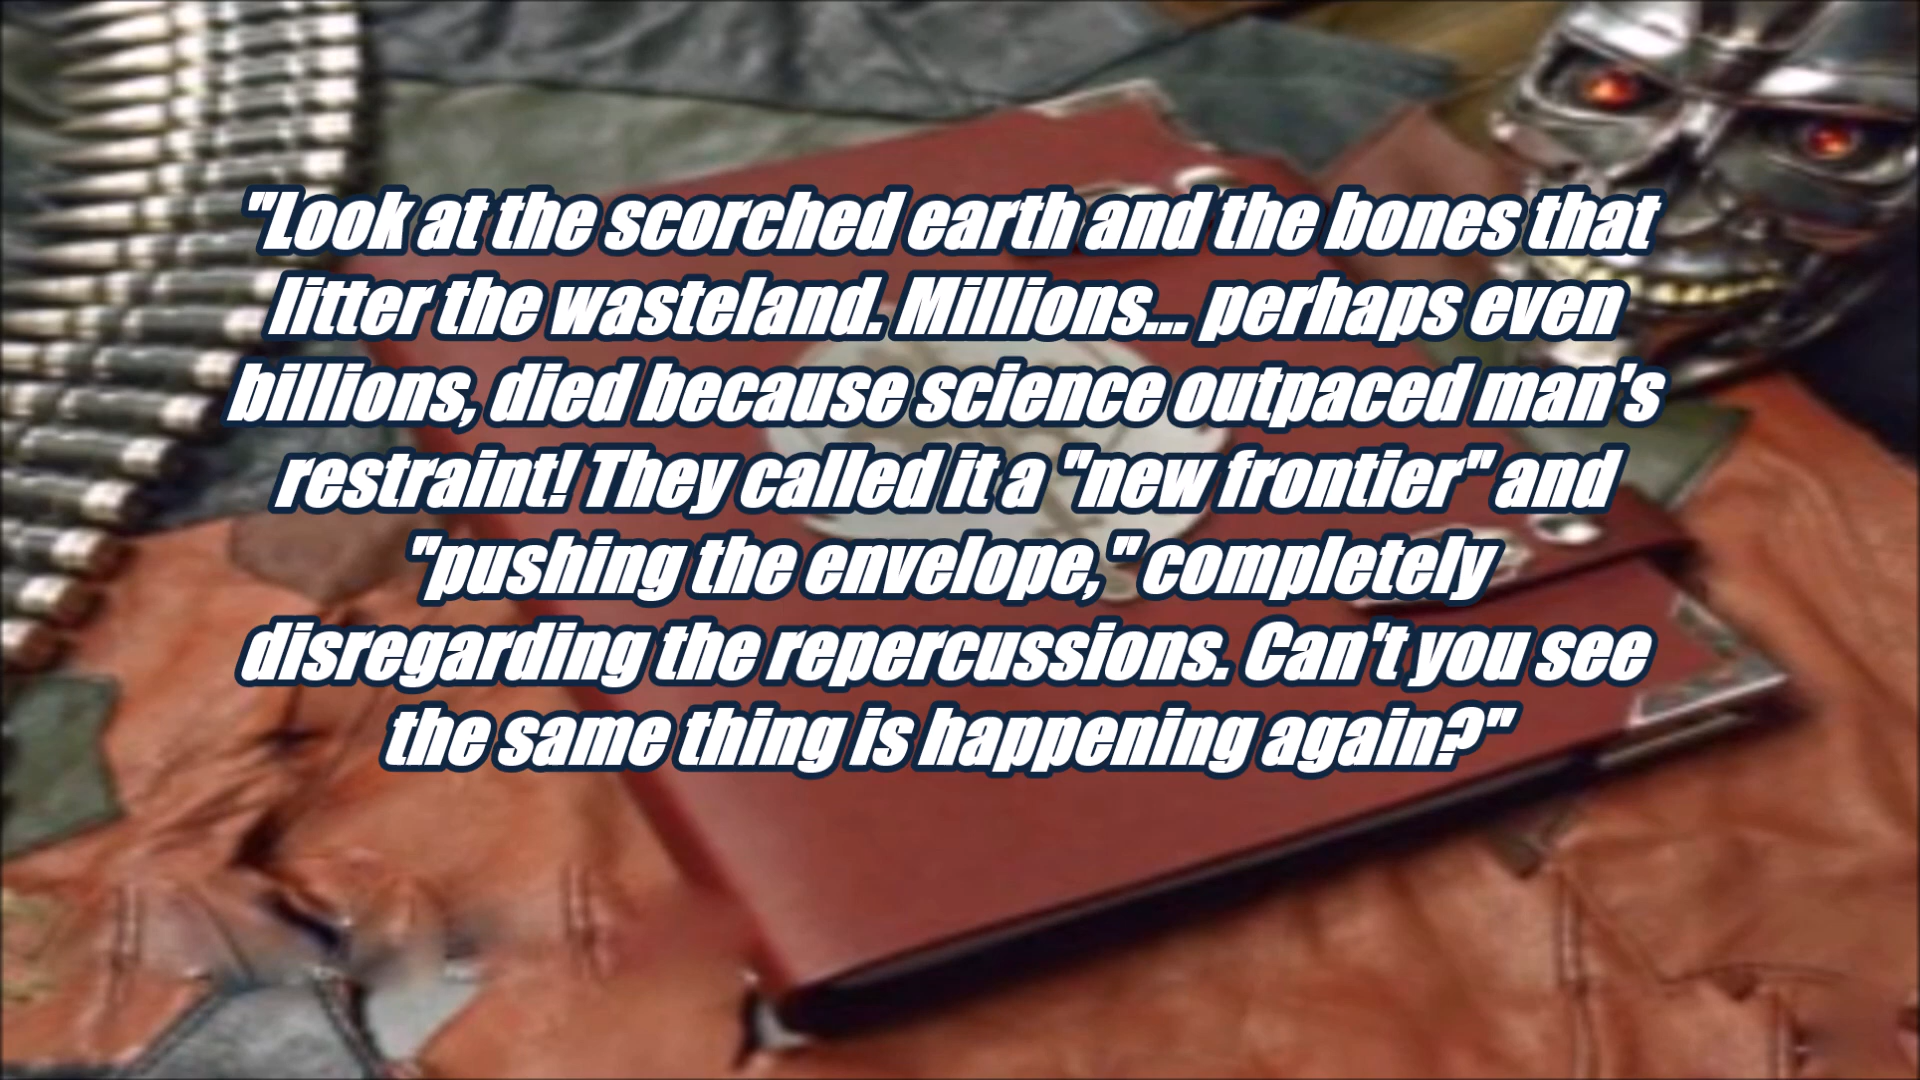 "Look at the scorched earth and the bones that
litter the wasteland. Millions... perhaps even
billions, died because science outpaced man's
restraint! They called it a "new frontier" and
"pushing the envelope," completely
disregarding the repercussions. Can't you see
the same thing is happening again?"